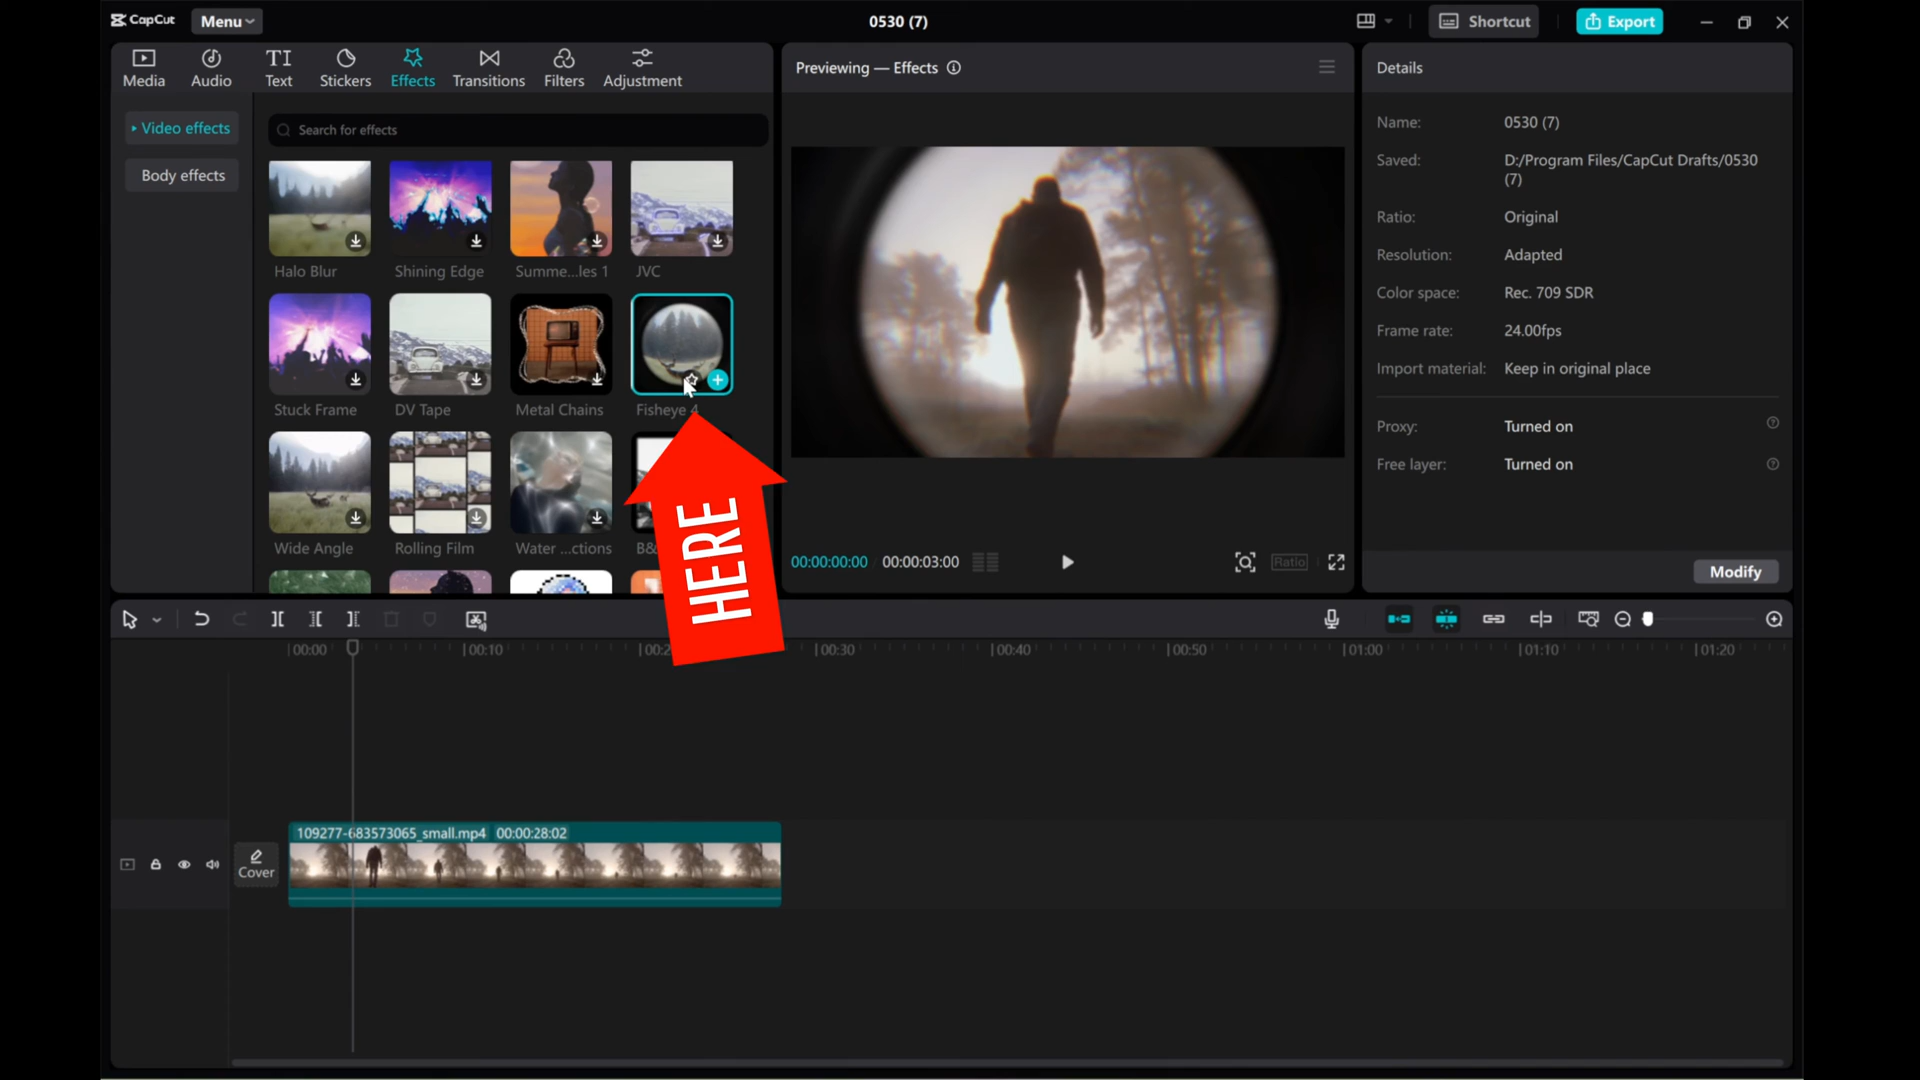 CapCut
Menu
0530 (7)
Shortcut
Export
Media
Audio
TI
Text
Stickers
Effects
Transitions
Filters
Adjustment
Previewing — Effects
Details
Video effects
Body effects
Search for effects
Halo Blur
Shining Edge
Summe...les 1
JVC
Stuck Frame
DV Tape
Metal Chains
Fisheye 4
Wide Angle
Rolling Film
Water ...ctions
HERE
Name:
0530 (7)
Saved:
D:/Program Files/CapCut Drafts/0530
(7)
Ratio:
Original
Resolution:
Adapted
Color space:
Rec. 709 SDR
Frame rate:
24.00fps
Import material:
Keep in original place
Proxy:
Turned on
Free layer:
Turned on
Modify
00:00:00:00
00:00:03:00
Ratio
00:00
00:10
00:30
00:40
00:50
01:00
01:10
01:20
109277-683573065_small.mp4 00:00:28:02
Cover